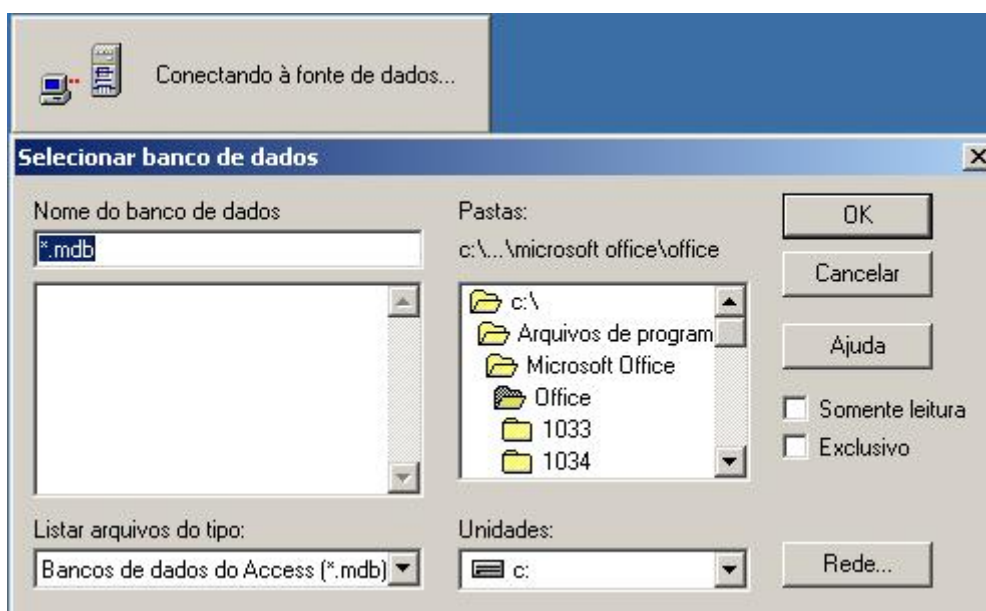 Conectando à fonte de dados...
Selecionar banco de dados
Nome do banco de dados
*.mdb
Pastas:
c:\...\microsoft office\office
c:\
Arquivos de program
Microsoft Office
Office
1033
1034
OK
Cancelar
Ajuda
Somente leitura
Exclusivo
Listar arquivos do tipo:
Bancos de dados do Access (*.mdb)
Unidades:
c:
Rede...